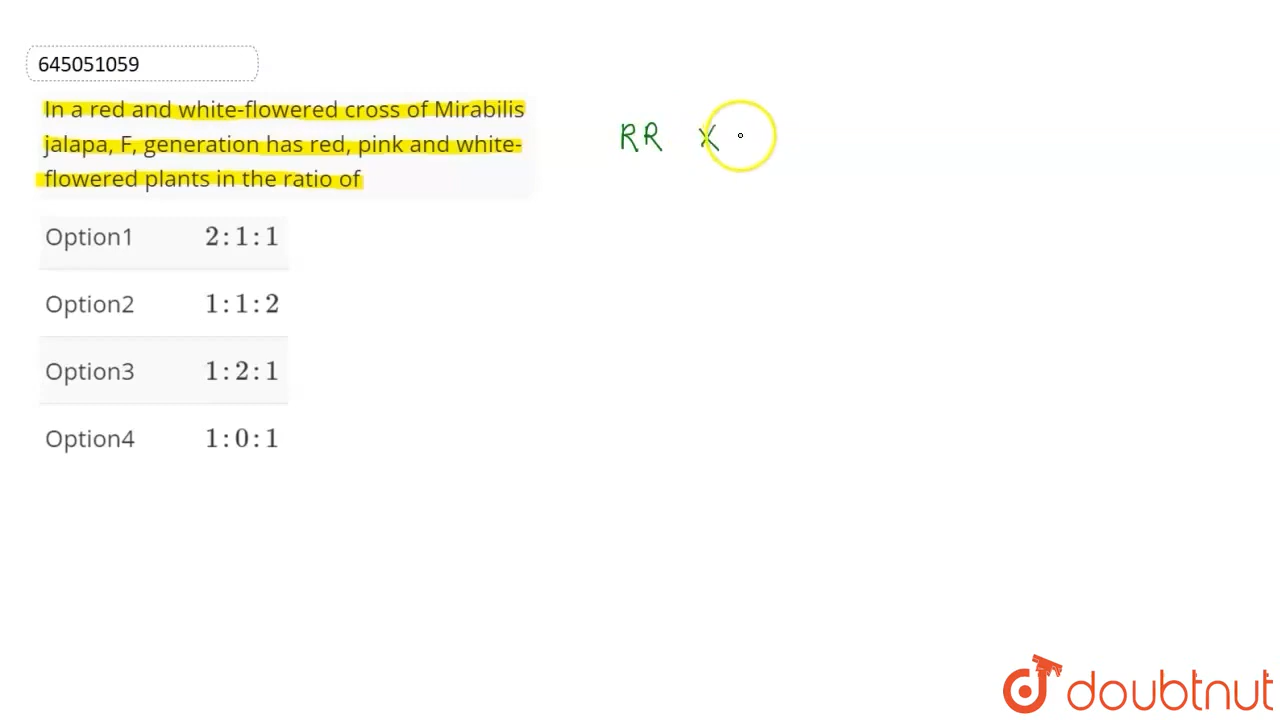 645051059
In a red and white-flowered cross of Mirabilis
jalapa, F, generation has red, pink and white-
flowered plants in the ratio of
RR X
Option1 2:1:1
Option2 1:1:2
Option3 1:2:1
Option4 1:0:1
doubtnut